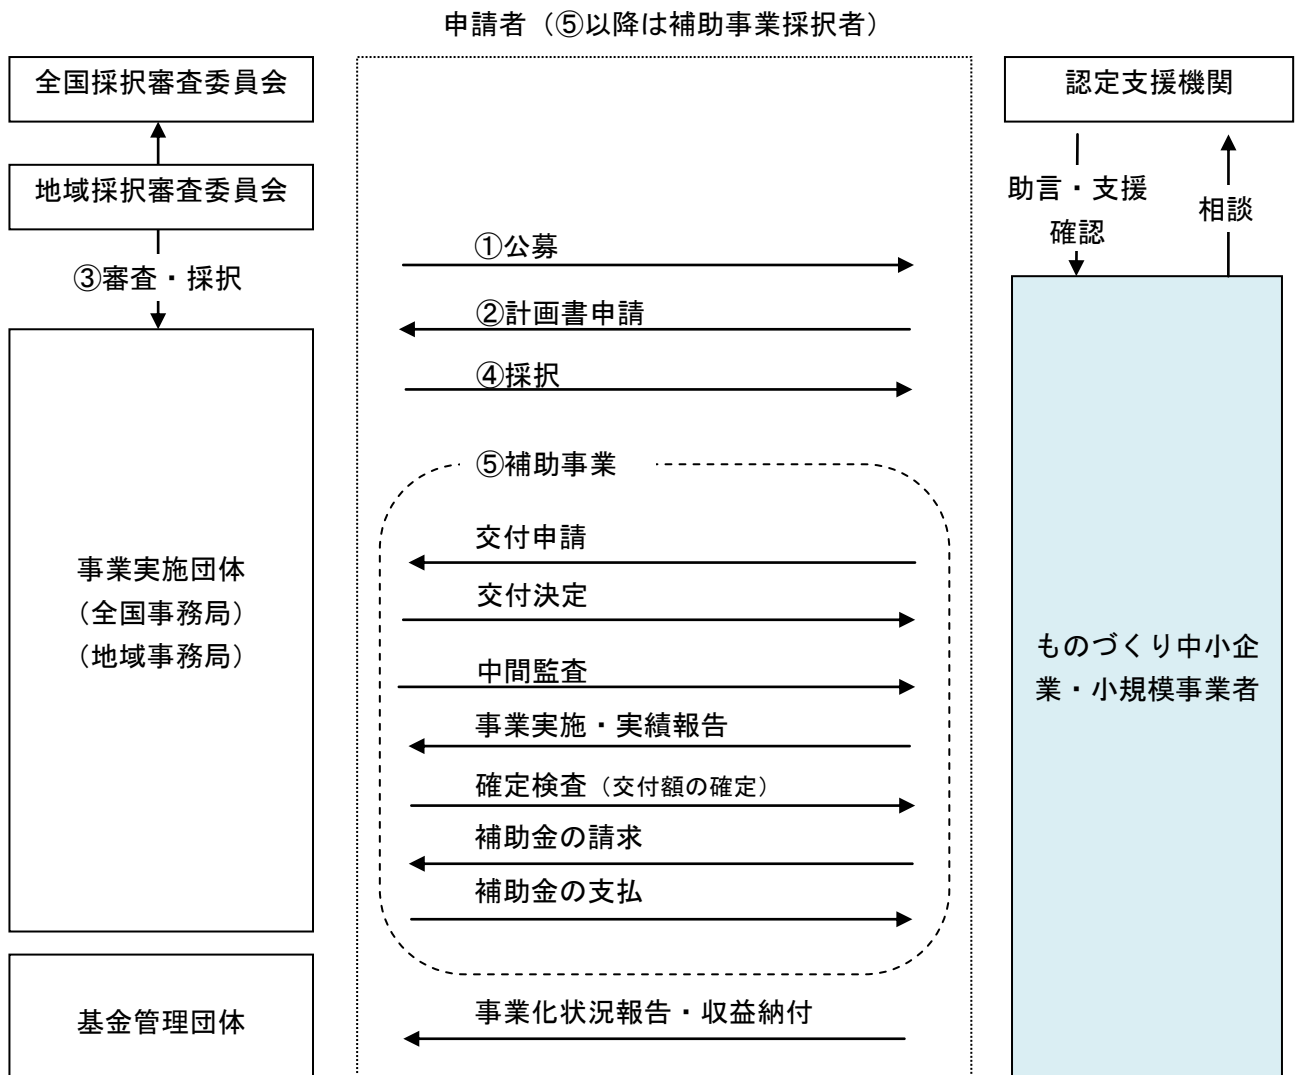 申請者（⑤以降は補助事業採択者）
全国採択審査委員会
地域採択審査委員会
③審査・採択
事業実施団体
（全国事務局）
（地域事務局）
基金管理団体
①公募
②計画書申請
④採択
⑤補助事業
交付申請
交付決定
中間監査
事業実施・実績報告
確定検査（交付額の確定）
補助金の請求
補助金の支払
事業化状況報告・収益納付
認定支援機関
助言・支援
確認
相談
ものづくり中小企
業・小規模事業者